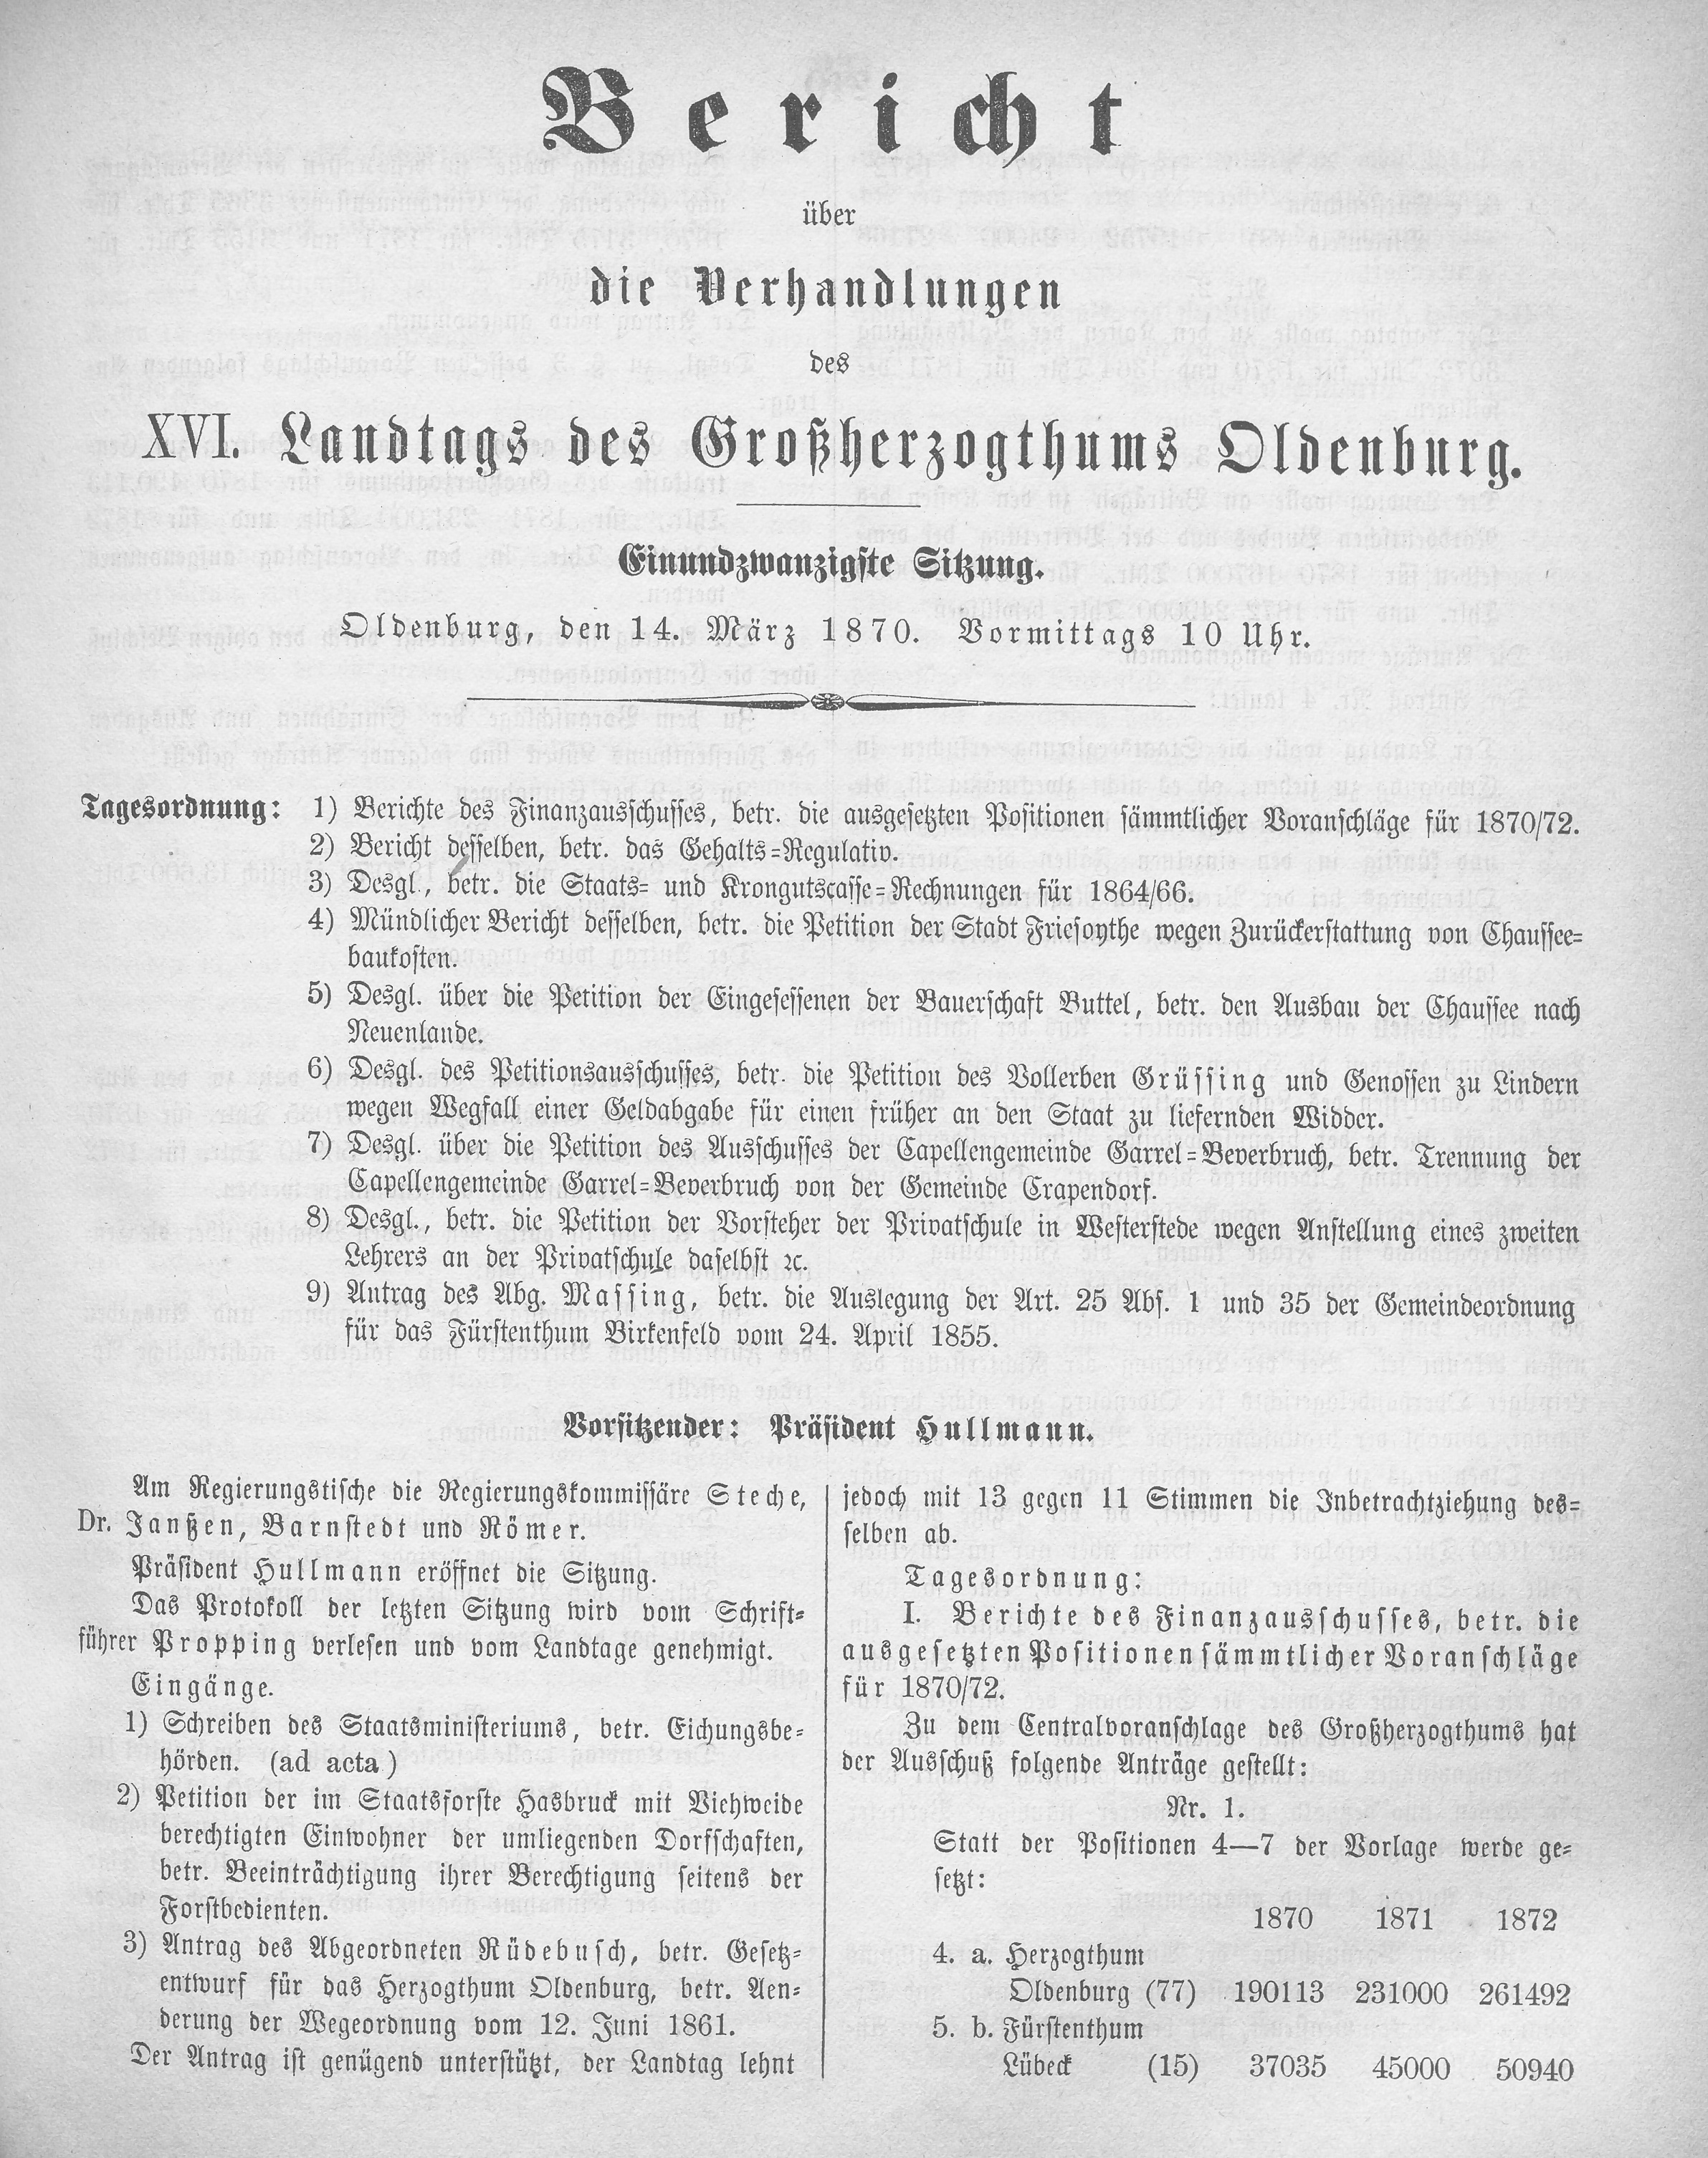 Bericht
über
die Verhandlungen
des
XVI. Landtags des Großherzogthums Oldenburg.
Einundzwanzigste Sitzung.
Oldenburg, den 14. März 1870. Vormittags 10 Uhr.
Tagesordnung: 1) Berichte des Finanzausschusses, betr. die ausgesetzten Positionen sämmtlicher Voranschläge für 1870/72.
2) Bericht desselben, betr. das Gehalts=Regulativ.
3) Desgl., betr. die Staats= und Krongutscasse=Rechnungen für 1864/66.
4) Mündlicher Bericht desselben, betr. die Petition der Stadt Friesoythe wegen Zurückerstattung von Chaussee=
baukosten.
5) Desgl. über die Petition der Eingesessenen der Bauerschaft Buttel, betr. den Ausbau der Chaussee nach
Neuenlande.
6) Desgl. des Petitionsausschusses, betr. die Petition des Vollerben Grüssing und Genossen zu Lindern
wegen Wegfall einer Geldabgabe für einen früher an den Staat zu liefernden Widder.
7) Desgl. über die Petition des Ausschusses der Capellengemeinde Garrel=Beverbruch, betr. Trennung der
Capellengemeinde Garrel=Beverbruch von der Gemeinde Crapendorf.
8) Desgl., betr. die Petition der Vorsteher der Privatschule in Westerstede wegen Anstellung eines zweiten
Lehrers an der Privatschule daselbst ꝛc.
9) Antrag des Abg. Massing, betr. die Auslegung der Art. 25 Abs. 1 und 35 der Gemeindeordnung
für das Fürstenthum Birkenfeld vom 24. April 1855.
Vorsitzender: Präsident Hullmann.
Am Regierungstische die Regierungskommissäre Steche,
Dr. Janßen, Barnstedt und Römer.
Präsident Hullmann eröffnet die Sitzung.
Das Protokoll der letzten Sitzung wird vom Schrift=
führer Propping verlesen und vom Landtage genehmigt.
Eingänge.
1) Schreiben des Staatsministeriums, betr. Eichungsbe=
hörden. (ad acta)
2) Petition der im Staatsforste Hasbruck mit Viehweide
berechtigten Einwohner der umliegenden Dorfschaften,
betr. Beeinträchtigung ihrer Berechtigung seitens der
Forstbedienten.
3) Antrag des Abgeordneten Rüdebusch, betr. Gesetz=
entwurf für das Herzogthum Oldenburg, betr. Aen=
derung der Wegeordnung vom 12. Juni 1861.
Der Antrag ist genügend unterstützt, der Landtag lehnt
jedoch mit 13 gegen 11 Stimmen die Inbetrachtziehung des=
selben ab.
Tagesordnung:
I. Berichte des Finanzausschusses, betr. die
ausgesetzten Positionen sämmtlicher Voranschläge
für 1870/72.
Zu dem Centralvoranschlage des Großherzogthums hat
der Ausschuß folgende Anträge gestellt:
Nr. 1.
Statt der Positionen 4—7 der Vorlage werde ge=
setzt:
1870 1871 1872
4. a. Herzogthum
Oldenburg (77) 190113 231000 261492
5. b. Fürstenthum
Lübeck (15) 37035 45000 50940